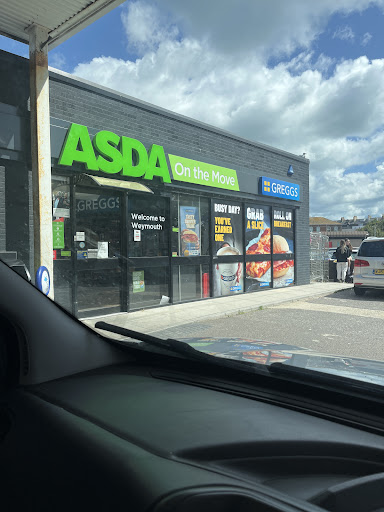 ASDA
On the Move
GREGGS
GREGGS
Welcome to
Weymouth
BUSY DAY?
YOU'VE
EARNED
ONE
GRAB
A SLICE
ROLL ON
BREAKFAST